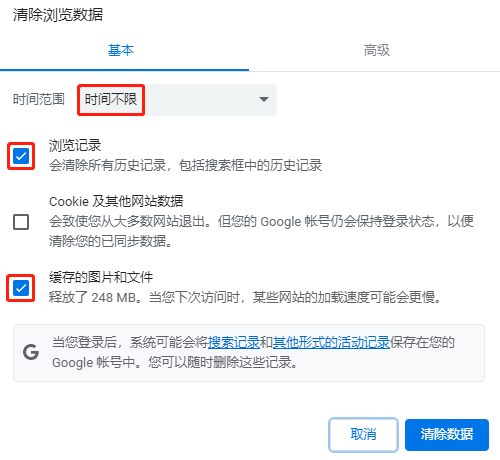 清除浏览数据
基本
高级
时间范围
时间不限
浏览记录
会清除所有历史记录，包括搜索框中的历史记录
Cookie 及其他网站数据
会致使您从大多数网站退出。但您的 Google 帐号仍会保持登录状态，以便
清除您的已同步数据。
缓存的图片和文件
释放了 248 MB。当您下次访问时，某些网站的加载速度可能会更慢。
当您登录后，系统可能会将搜索记录和其他形式的活动记录保存在您的
Google 帐号中。您可以随时删除这些记录。
取消
清除数据